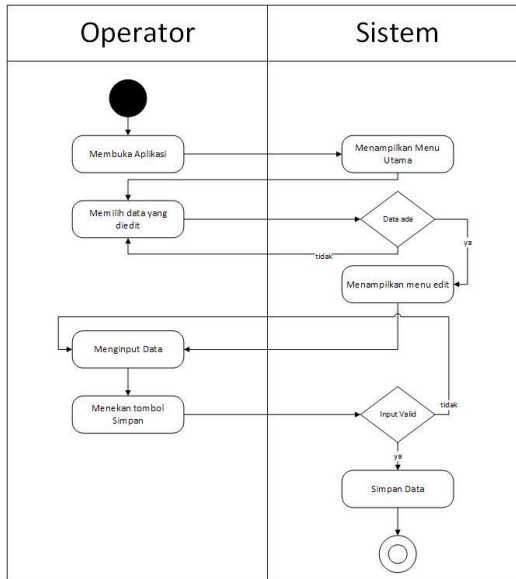 Operator
Sistem
Membuka Aplikasi
Menampilkan Menu
Utama
Memilih data yang
diedit
Data ada
ya
tidak
Menampilkan menu edit
Menginput Data
Menekan tombol
Simpan
Input Valid
tidak
ya
Simpan Data